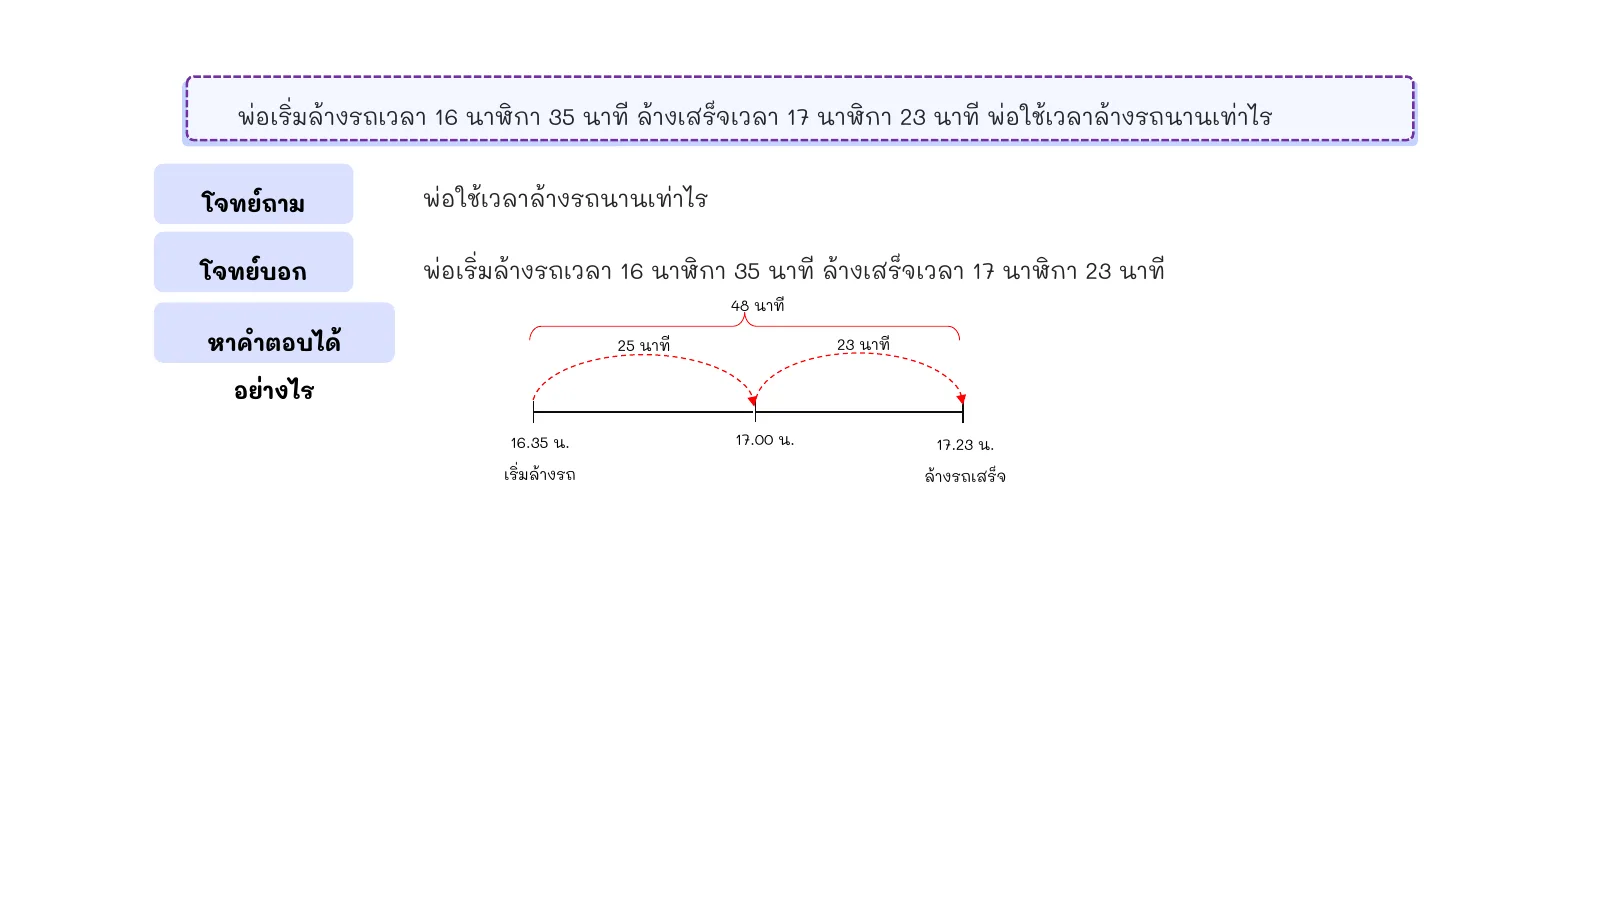 พ่อเริ่มล้างรถเวลา 16 นาฬิกา 35 นาที ล้างเสร็จเวลา 17 นาฬิกา 23 นาที พ่อใช้เวลาล้างรถนานเท่าไร
โจทย์ถาม
พ่อใช้เวลาล้างรถนานเท่าไร
โจทย์บอก
พ่อเริ่มล้างรถเวลา 16 นาฬิกา 35 นาที ล้างเสร็จเวลา 17 นาฬิกา 23 นาที
หาคำตอบได้
อย่างไร
48 นาที
25 นาที
23 นาที
16.35 น.
17.00 น.
17.23 น.
เริ่มล้างรถ
ล้างรถเสร็จ